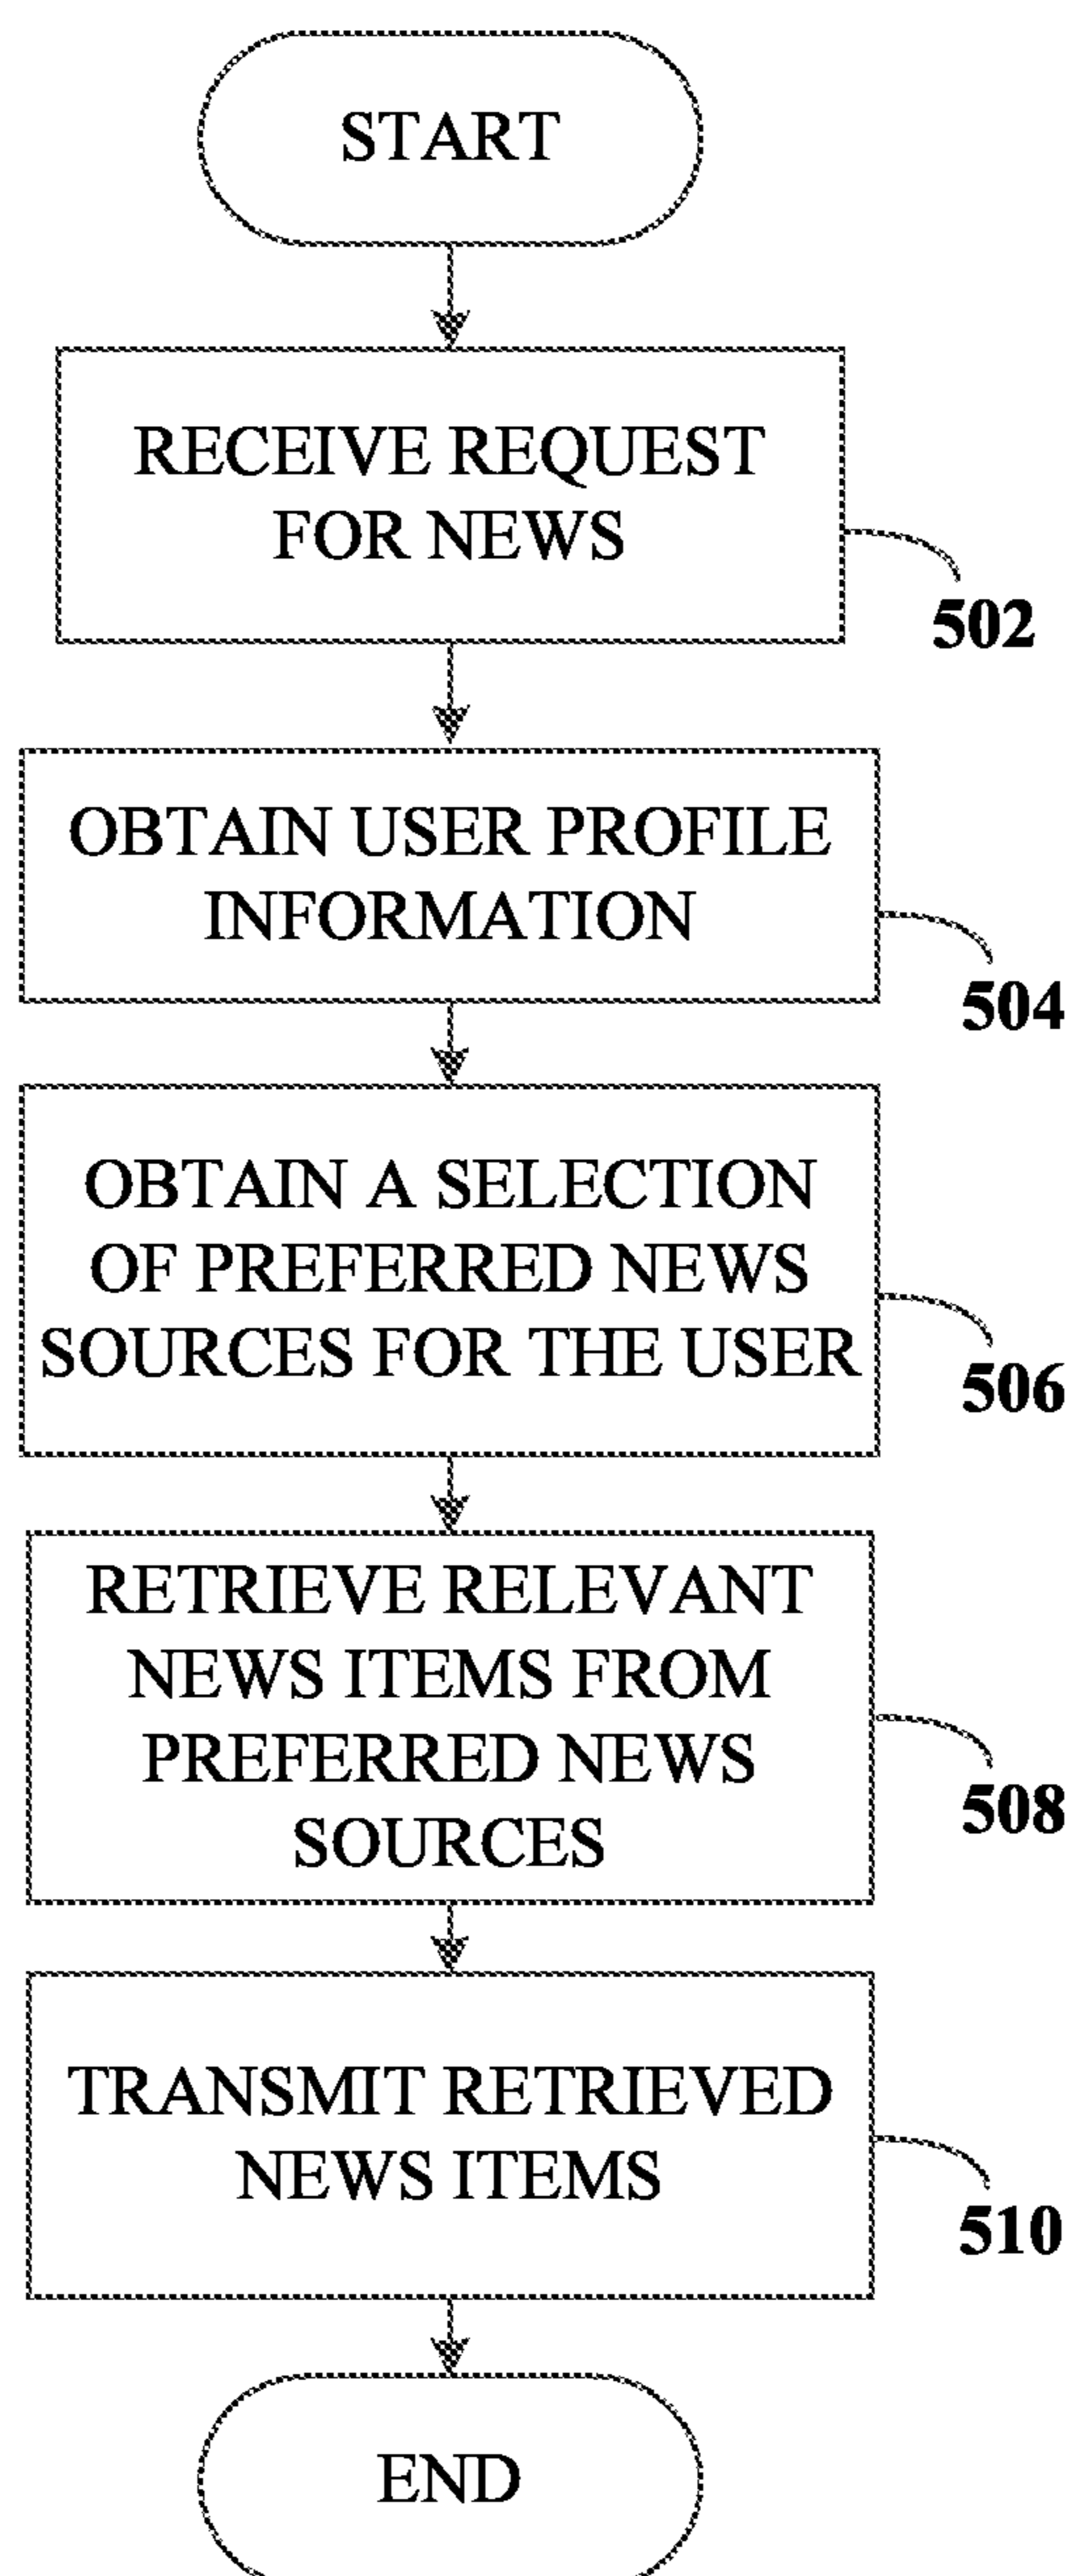 START
RECEIVE REQUEST
FOR NEWS
502
OBTAIN USER PROFILE
INFORMATION
504
OBTAIN A SELECTION
OF PREFERRED NEWS
SOURCES FOR THE USER
506
RETRIEVE RELEVANT
NEWS ITEMS FROM
PREFERRED NEWS
SOURCES
508
TRANSMIT RETRIEVED
NEWS ITEMS
510
END